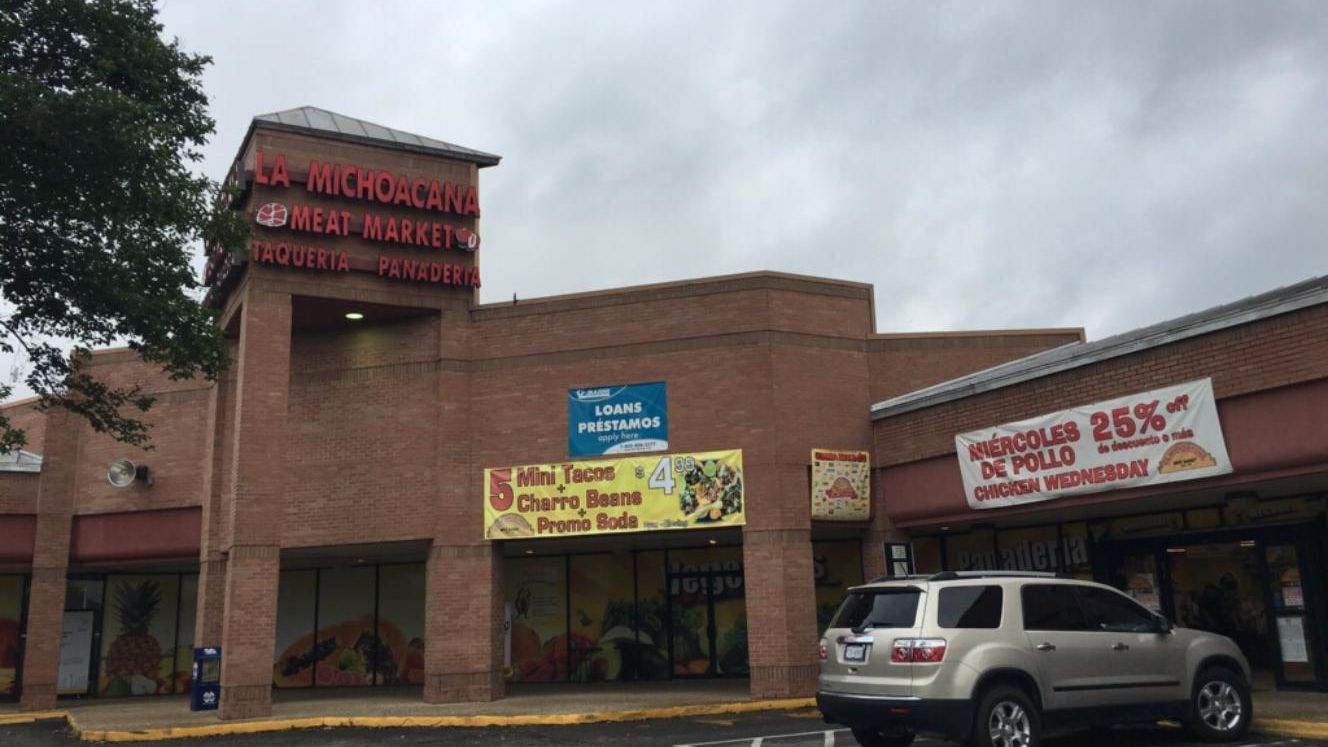 LA MICHOACANA
MEAT MARKET
TAQUERIA PANADERIA
LOANS
PRÉSTAMOS
apply here
5 Mini Tacos
+
Charro Beans
+
Promo Soda
$4.99
MIÉRCOLES 25% off
DE POLLO de descuento o más
CHICKEN WEDNESDAY
Panaderia